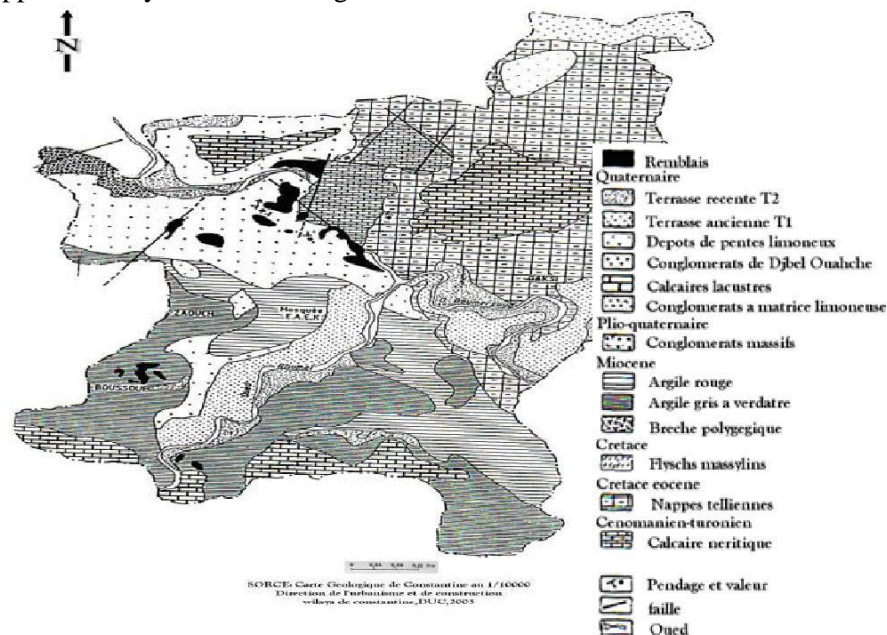 N
Remblais
Quaternaire
Terrasse recente T2
Terrasse ancienne T1
Depots de pentes limoneux
Conglomerats de Djbel Ouahche
Calcaires lacustres
Conglomerats a matrice limoneuse
Plio-quaternaire
Conglomerats massifs
Miocene
Argile rouge
Argile gris a verdatre
Breche polygegique
Cretace
Flyschs massylins
Cretace eocene
Nappes telliennes
Cenomanien-turonien
Calcaire neritique
Pendage et valeur
faille
Oued
ZAOUCH
Mosquée
E.A.E.K
SORCE: Carte Geologique de Constantine au 1/10000
Direction de l'urbanisme et de construction
wilaya de constantine,DUC,2003